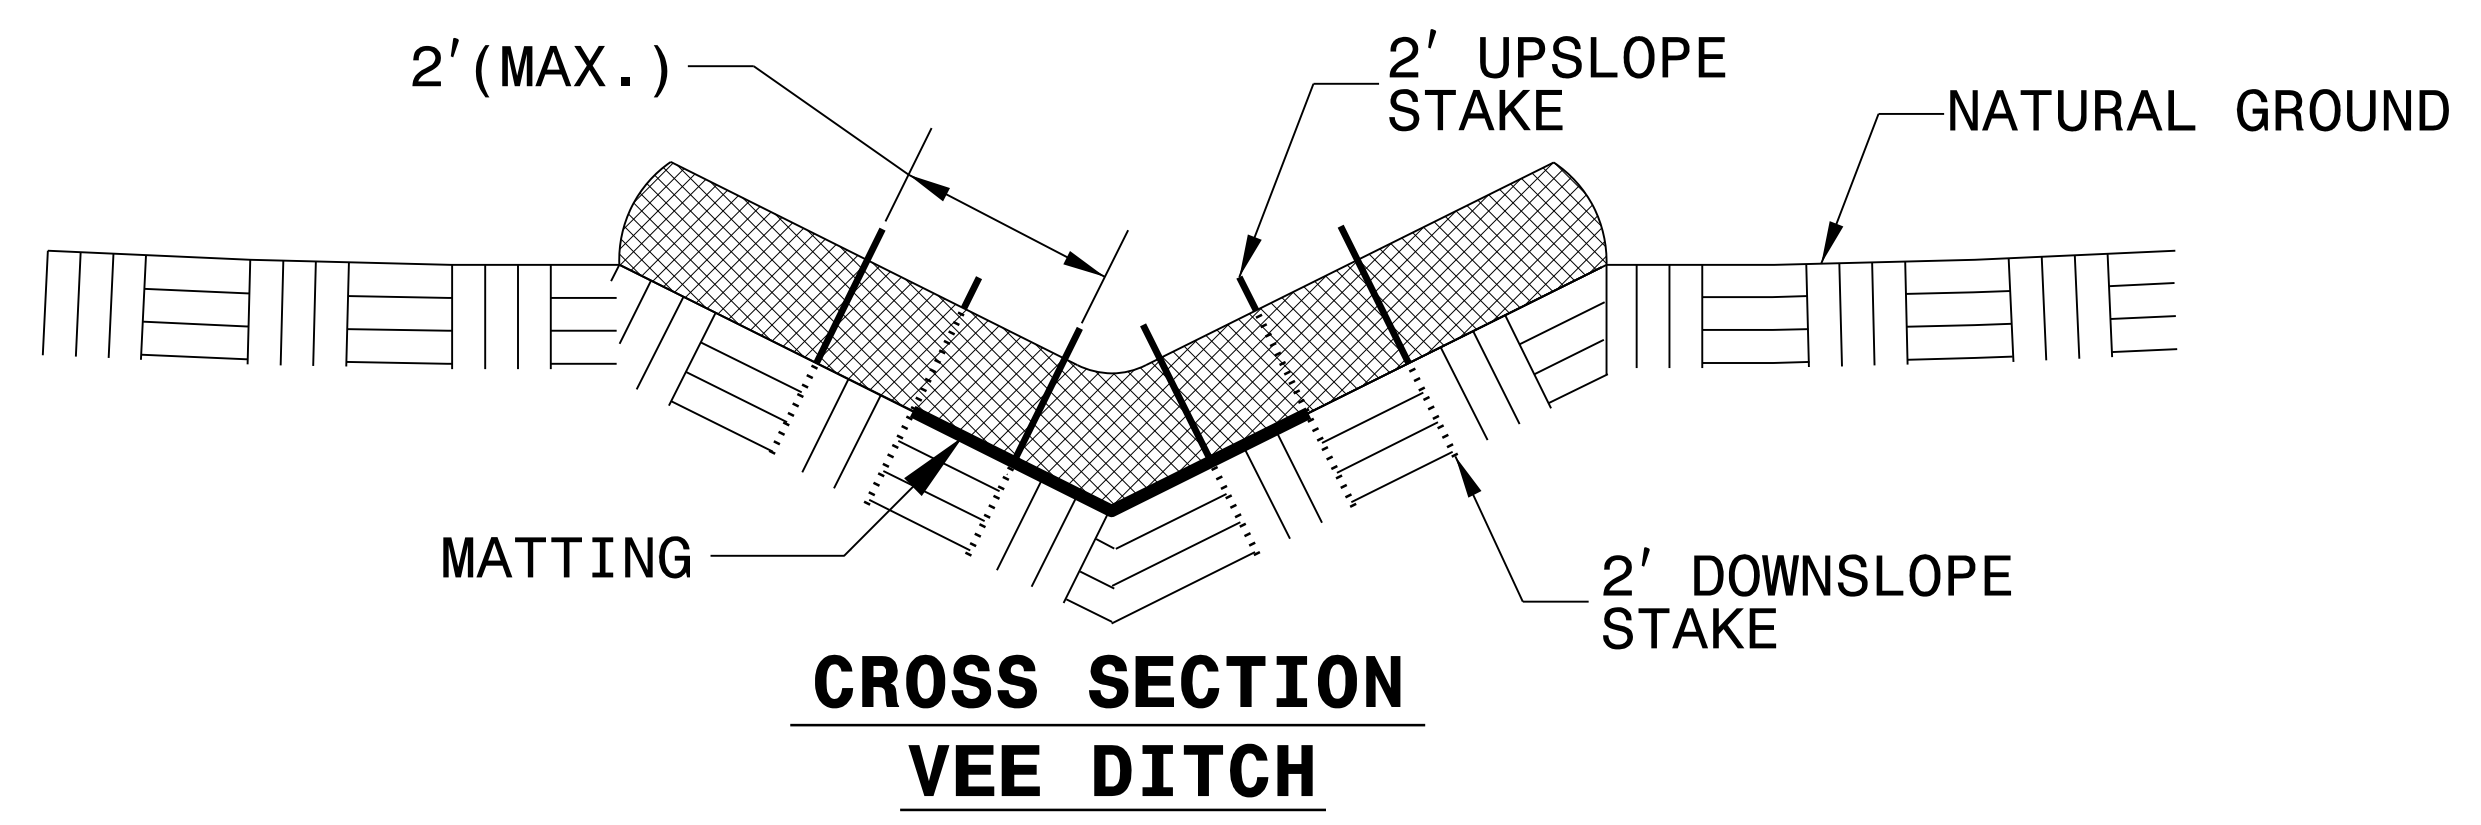 2'(MAX.)
2' UPSLOPE
STAKE
NATURAL GROUND
MATTING
2' DOWNSLOPE
STAKE
CROSS SECTION
VEE DITCH